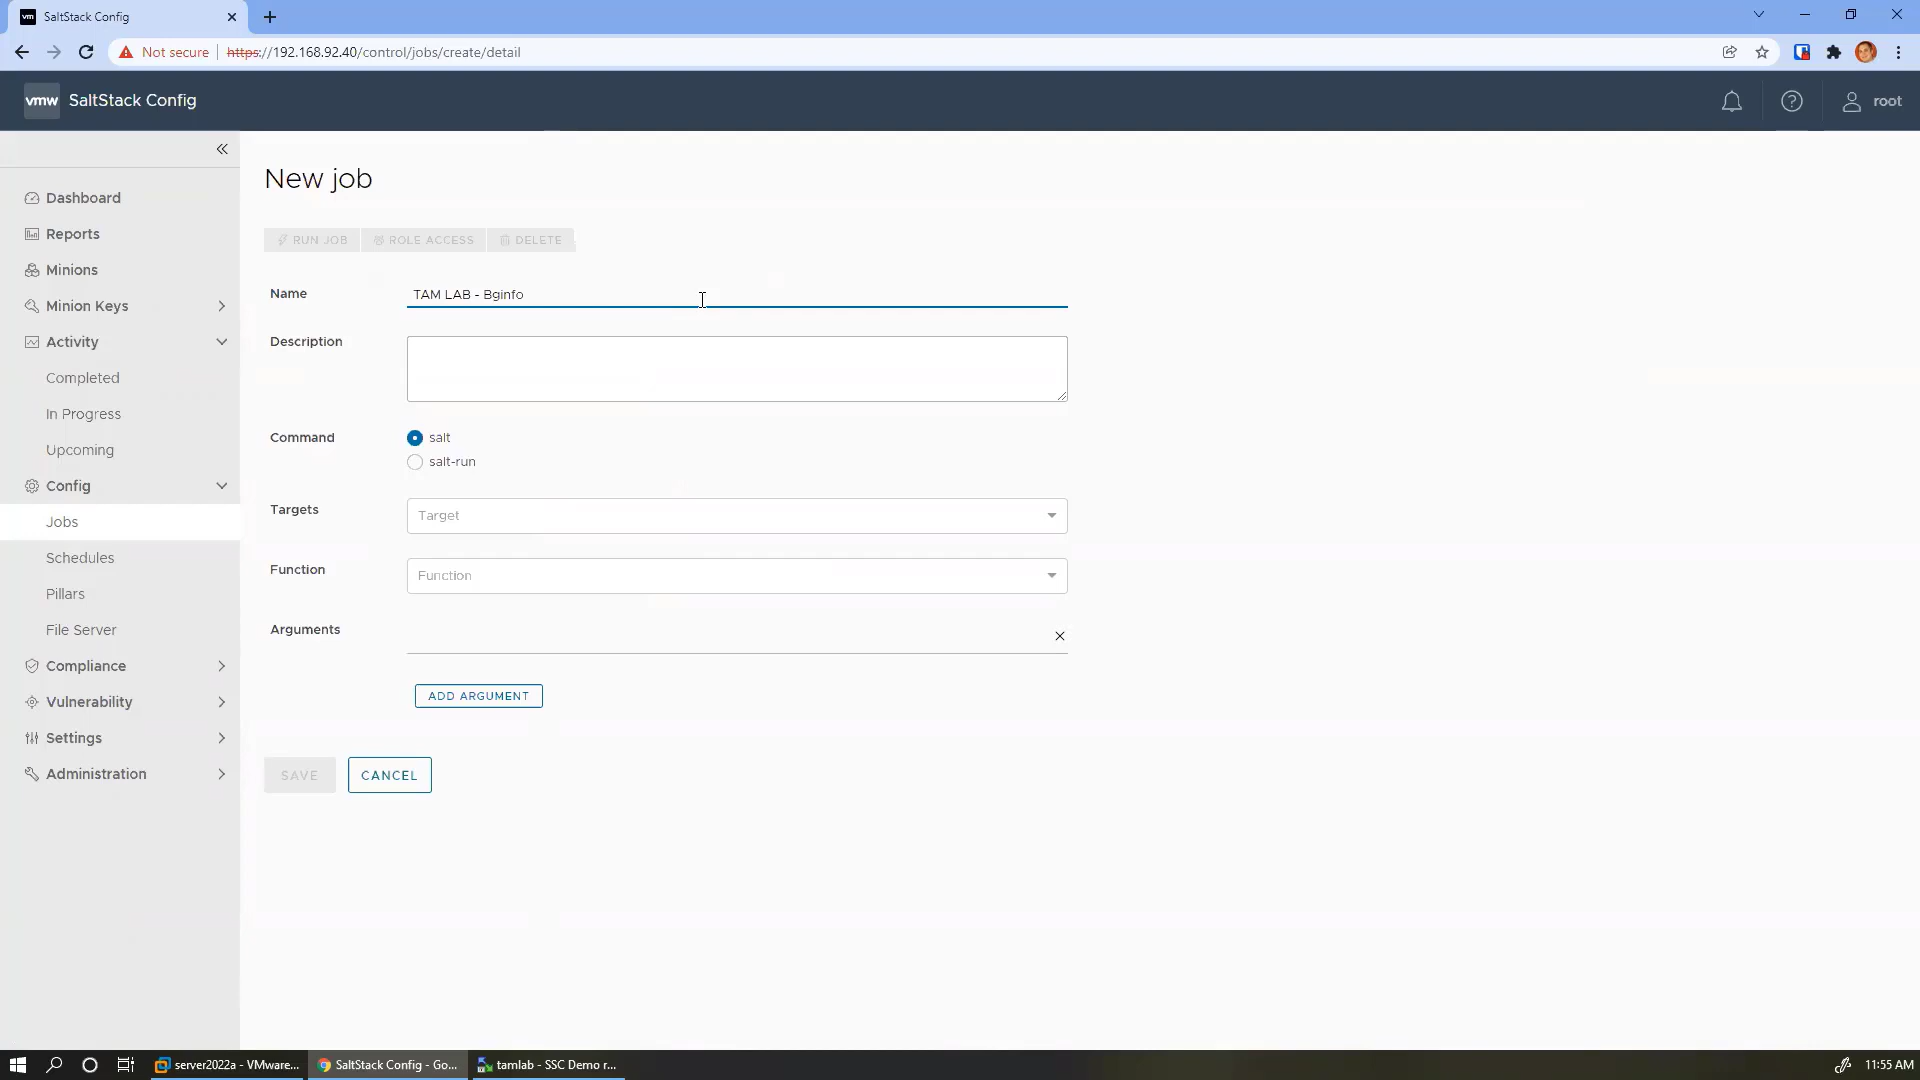 vm SaltStack Config
Not secure https://192.168.92.40/control/jobs/create/detail
vmw SaltStack Config
root
New job
RUN JOB ROLE ACCESS DELETE
Dashboard
Reports
Minions
Minion Keys
Activity
Completed
In Progress
Upcoming
Config
Jobs
Schedules
Pillars
File Server
Compliance
Vulnerability
Settings
Administration
Name TAM LAB - Bginfo
Description
Command salt
salt-run
Targets Target
Function Function
Arguments
ADD ARGUMENT
SAVE CANCEL
server2022a - VMware... SaltStack Config - Go... tamlab - SSC Demo r... 11:55 AM